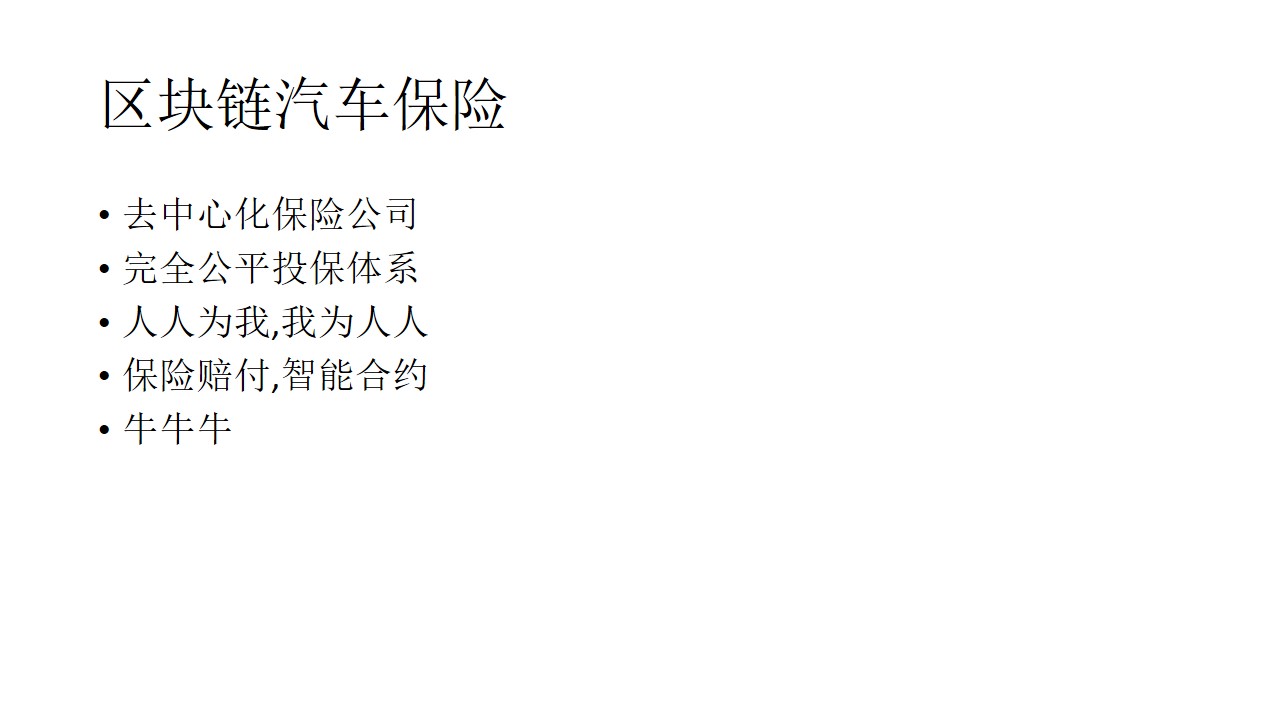 区块链汽车保险
• 去中心化保险公司
• 完全公平投保体系
• 人人为我,我为人人
• 保险赔付,智能合约
• 牛牛牛